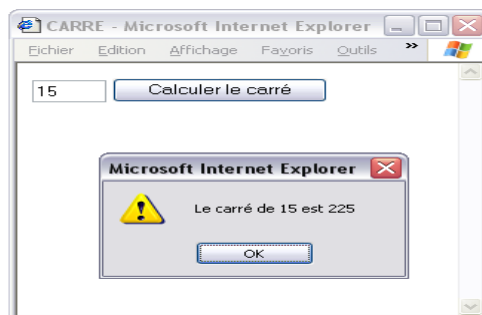 CARRE - Microsoft Internet Explorer
Fichier Edition Affichage Favoris Outils »
15 Calculer le carré
Microsoft Internet Explorer
Le carré de 15 est 225
OK